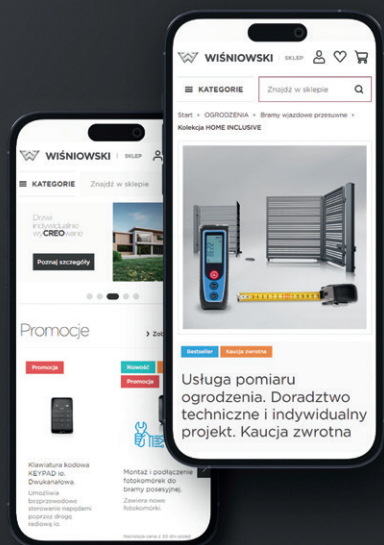 WIŚNIOWSKI SKLEP
KATEGORIE Znajdź w sklepie
Start OGRODZENIA Bramy wjazdowe przesuwne
Kolekcja HOME INCLUSIVE
Bestseller Kaucja zwrotna
Usługa pomiaru
ogrodzenia. Doradztwo
techniczne i indywidualny
projekt. Kaucja zwrotna
WIŚNIOWSKI SKLEP
KATEGORIE Znajdź w sklepie
Drzwi
indywidualnie
wyCREOwane
Poznaj szczegóły
Promocje
Promocja
Nowość
Promocja
Klawiatura kodowa
KEYPAD io.
Dwukanałowa.
Umożliwia
bezprzewodowe
sterowanie napędami
poprzez drogę
radiową io.
Montaż i podłączenie
fotokomórek do
bramy posesyjnej.
Zawiera nowe
fotokomórki.